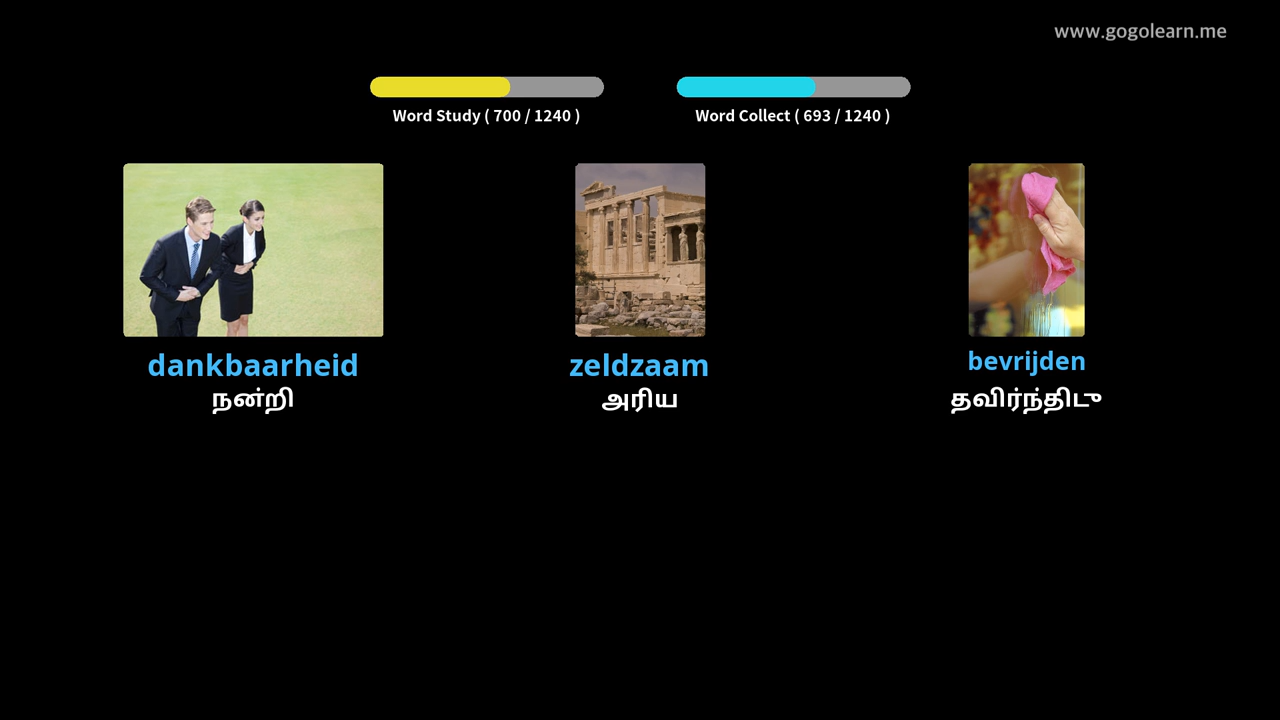 www.gogolearn.me
Word Study ( 700 / 1240 )
Word Collect ( 693 / 1240 )
dankbaarheid
நன்றி
zeldzaam
அரிய
bevrijden
தவிர்ந்திடு